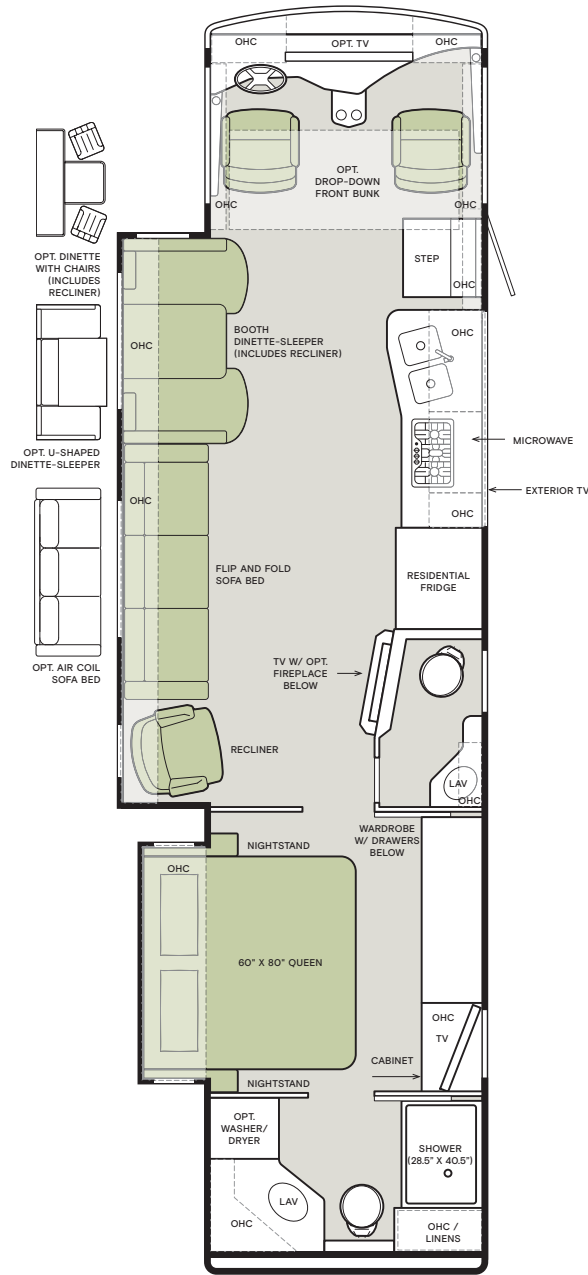 OHC
OPT. TV
OHC
OPT.
DROP-DOWN
FRONT BUNK
OHC
OHC
STEP
OHC
OPT. DINETTE
WITH CHAIRS
(INCLUDES
RECLINER)
BOOTH
DINETTE-SLEEPER
(INCLUDES RECLINER)
OHC
OHC
OPT. U-SHAPED
DINETTE-SLEEPER
MICROWAVE
EXTERIOR TV
OHC
OHC
FLIP AND FOLD
SOFA BED
RESIDENTIAL
FRIDGE
OPT. AIR COIL
SOFA BED
TV W/ OPT.
FIREPLACE
BELOW
RECLINER
LAV
OHC
WARDROBE
W/ DRAWERS
BELOW
NIGHTSTAND
OHC
60" X 80" QUEEN
OHC
TV
CABINET
NIGHTSTAND
OPT.
WASHER/
DRYER
SHOWER
(28.5" X 40.5")
LAV
OHC
OHC /
LINENS